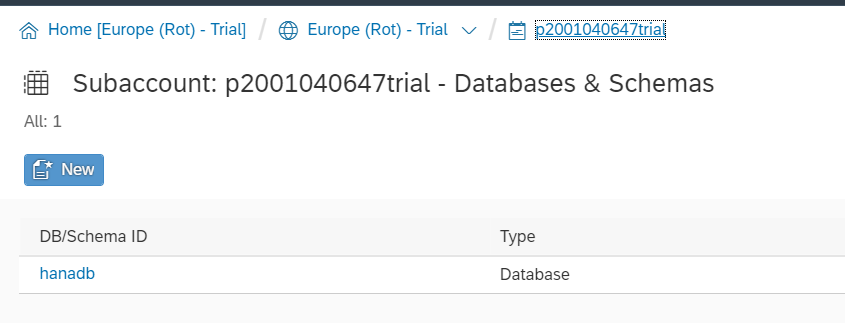 Home [Europe (Rot) - Trial] / Europe (Rot) - Trial / p2001040647trial
Subaccount: p2001040647trial - Databases & Schemas
All: 1
New
DB/Schema ID Type
hanadb Database